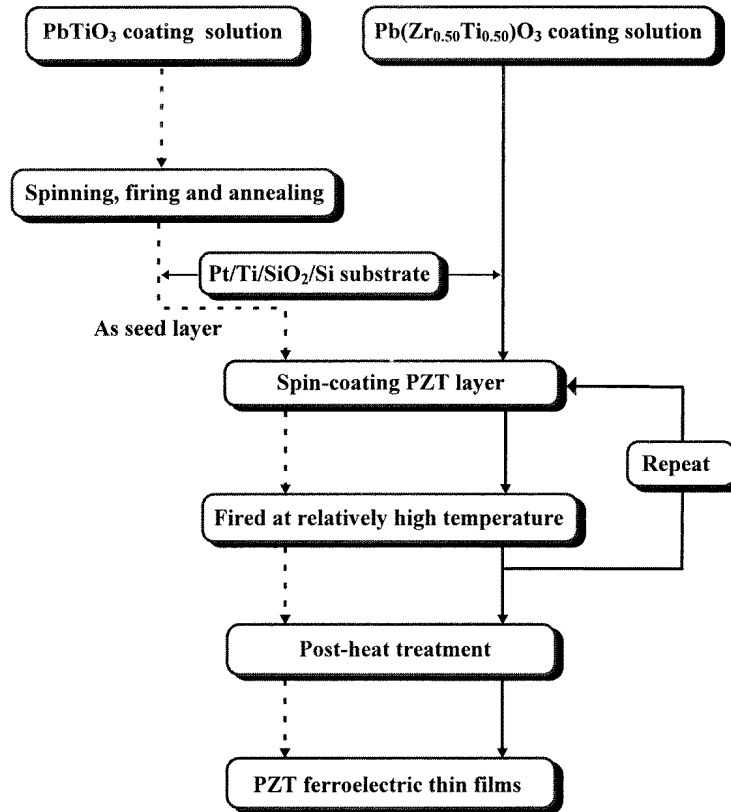 PbTiO₃ coating solution
Pb(Zr₀.₅₀Ti₀.₅₀)O₃ coating solution
Spinning, firing and annealing
Pt/Ti/SiO₂/Si substrate
As seed layer
Spin-coating PZT layer
Repeat
Fired at relatively high temperature
Post-heat treatment
PZT ferroelectric thin films